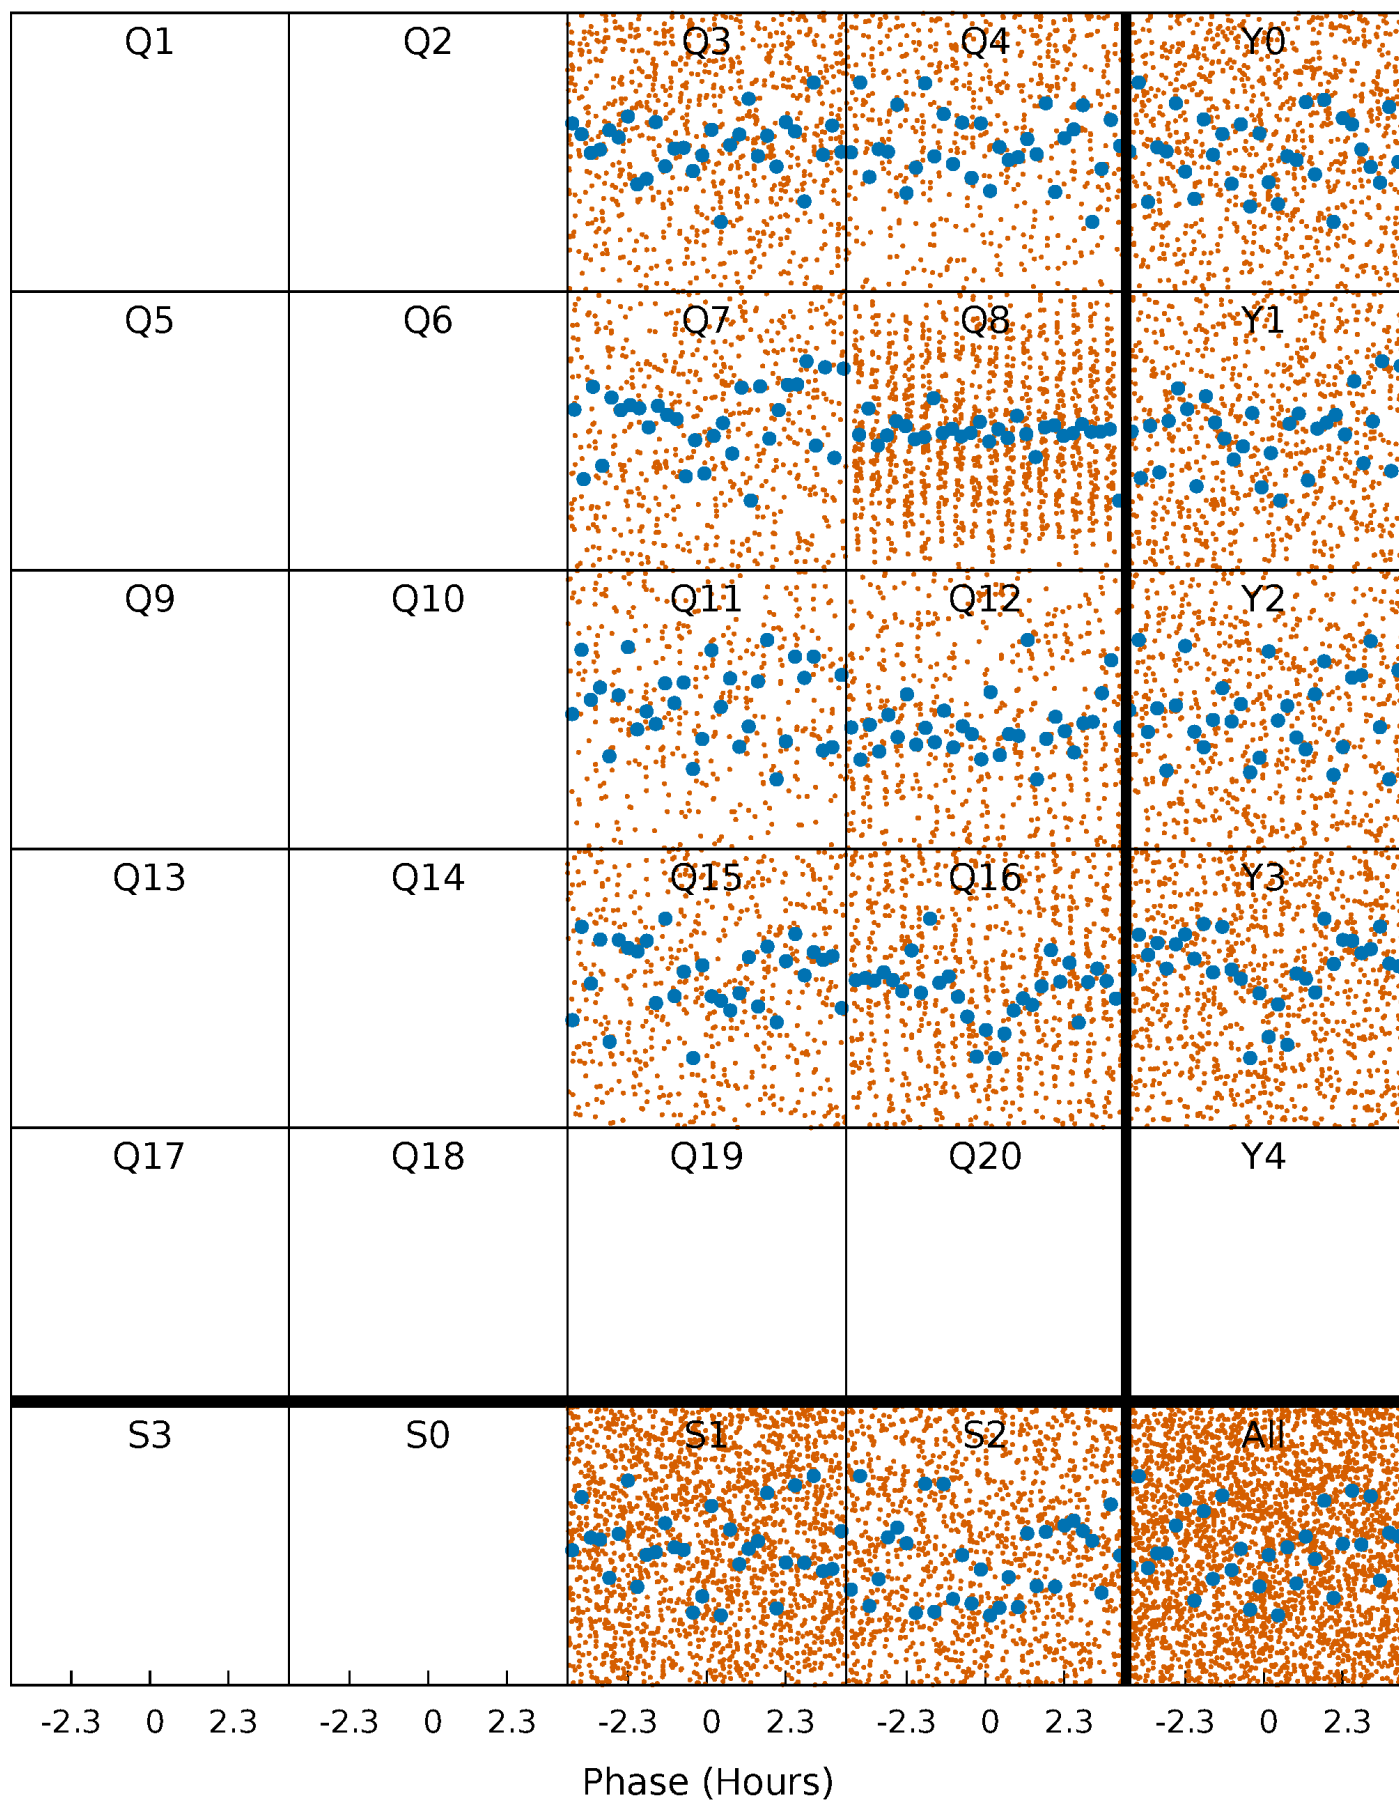 Q1 Q2 Q3 Q4 Y0
Q5 Q6 Q7 Q8 Y1
Q9 Q10 Q11 Q12 Y2
Q13 Q14 Q15 Q16 Y3
Q17 Q18 Q19 Q20 Y4
S3 S0 S1 S2 All
-2.3 0 2.3 -2.3 0 2.3 -2.3 0 2.3 -2.3 0 2.3 -2.3 0 2.3
Phase (Hours)